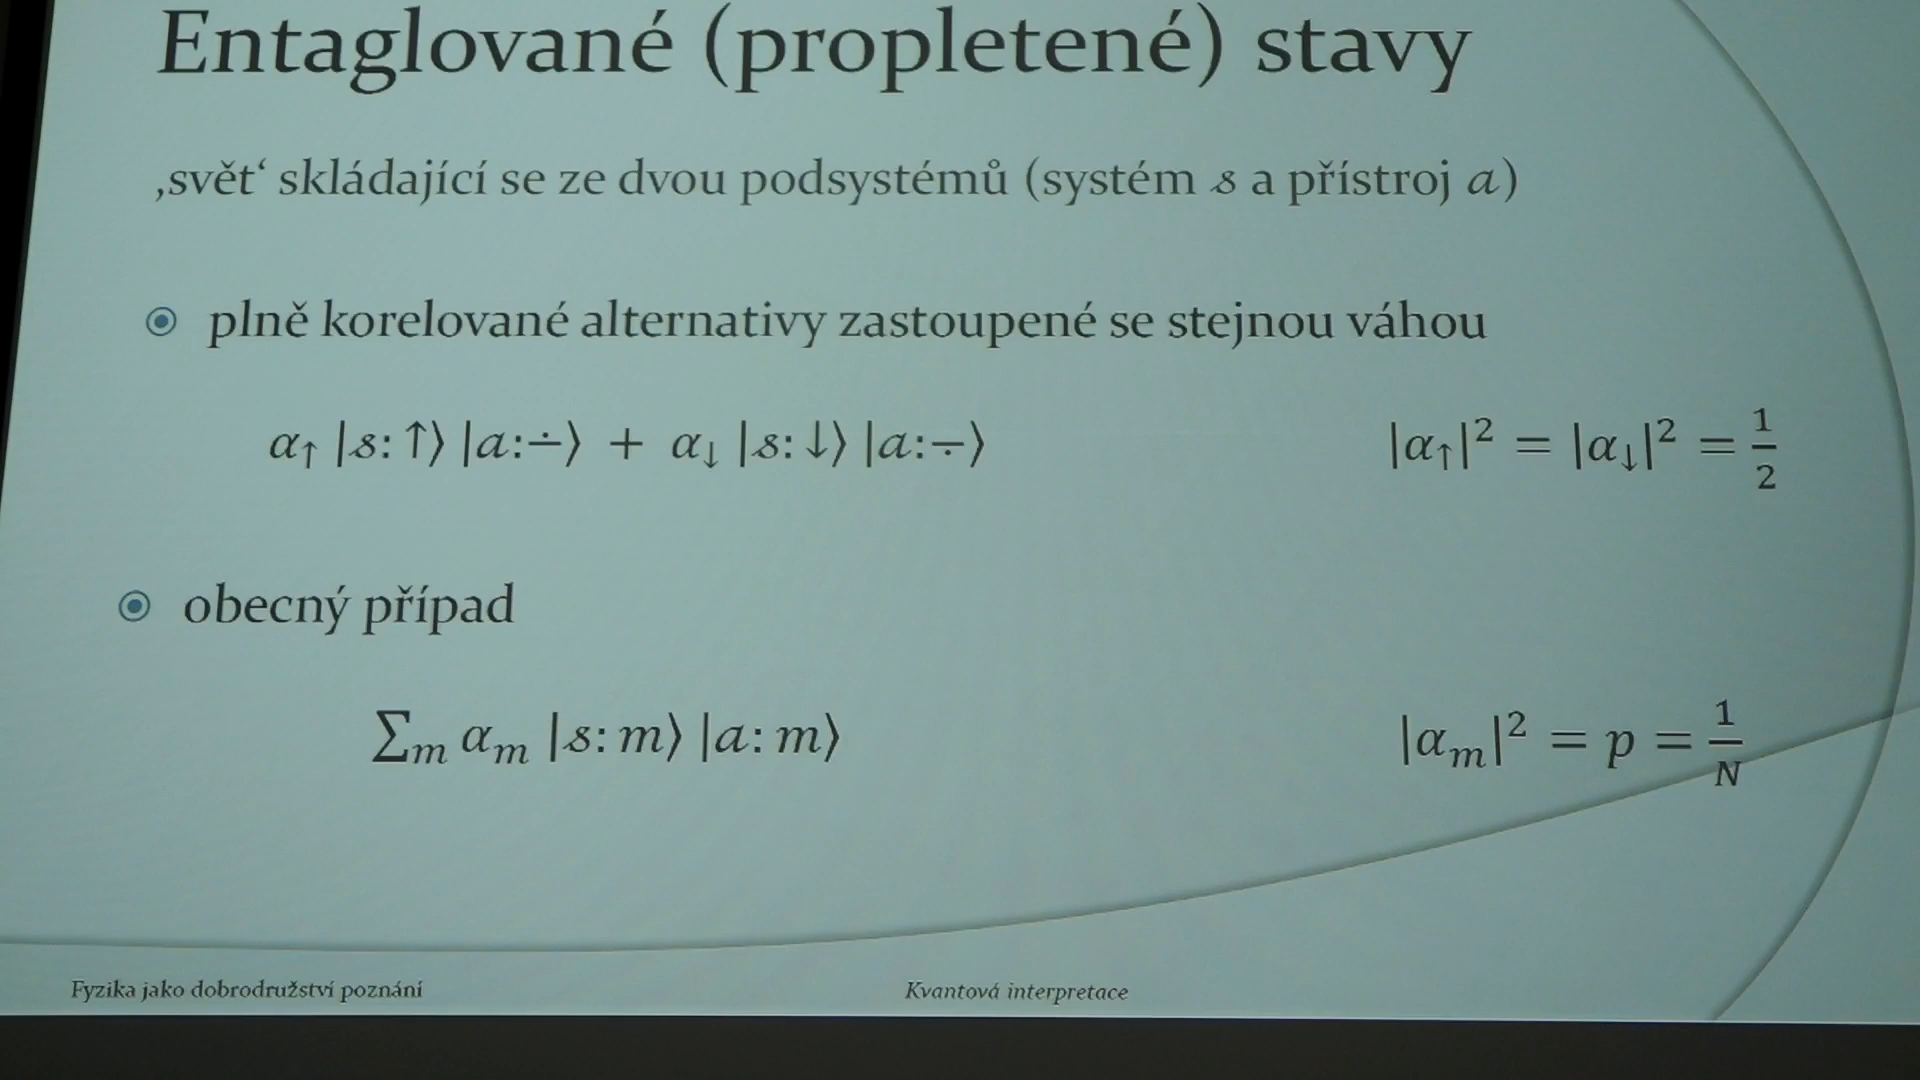 Entaglované (propletené) stavy
‚svět‘ skládající se ze dvou podsystémů (systém 𝓈 a přístroj 𝑎)
plně korelované alternativy zastoupené se stejnou váhou
α↑ |𝓈: ↑⟩ |𝑎:∸⟩ + α↓ |𝓈: ↓⟩ |𝑎:⨪⟩ |α↑|² = |α↓|² = 1/2
obecný případ
∑m αm |𝓈: m⟩ |𝑎: m⟩ |αm|² = p = 1/N
Fyzika jako dobrodružství poznání Kvantová interpretace